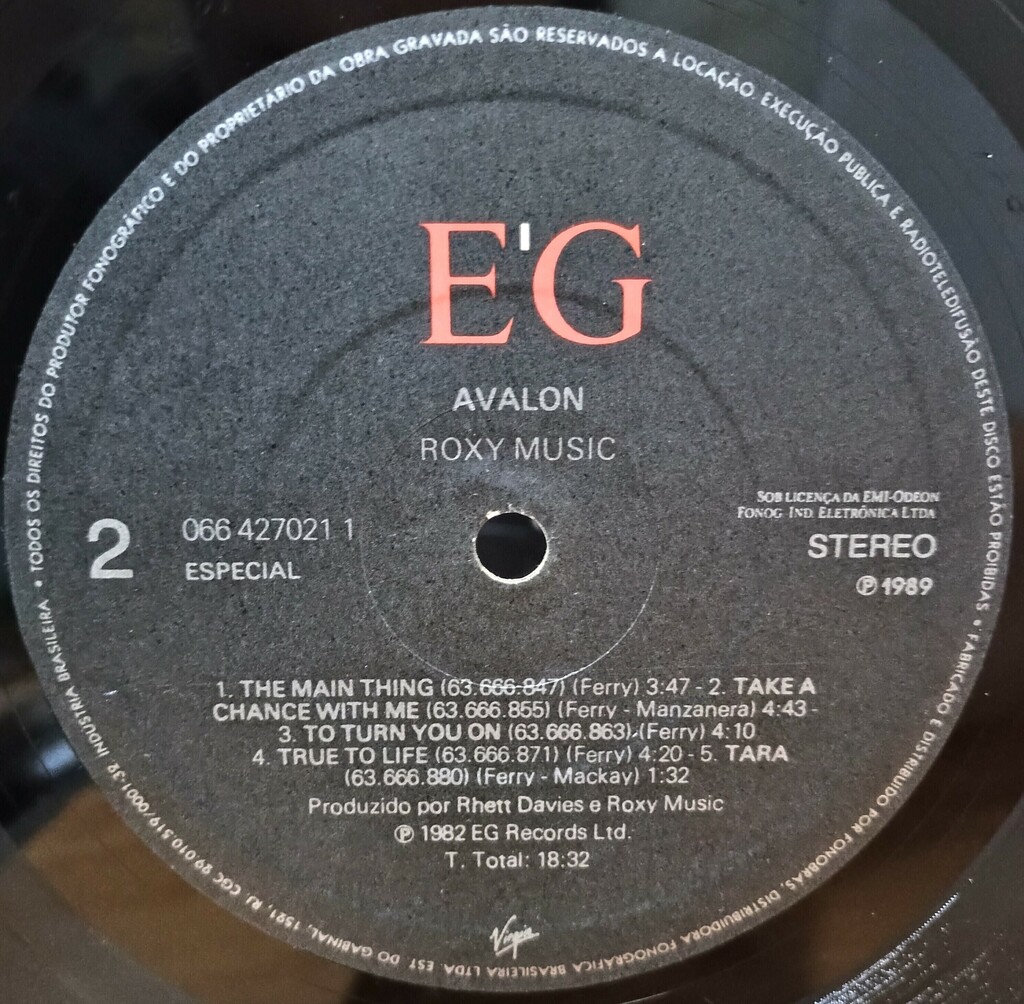 TODOS OS DIREITOS DO PRODUTOR FONOGRÁFICO E DO PROPRIETÁRIO DA OBRA GRAVADA SÃO RESERVADOS A LOCAÇÃO, EXECUÇÃO PUBLICA E RADIOTELEDIFUSÃO DESTE DISCO ESTÃO PROIBIDAS • FABRICADO E DISTRIBUIDO POR FONOBRÁS, DISTRIBUIDORA FONOGRÁFICA BRASILEIRA LTDA. EST. DO GABINAL, 1521, RJ CGC 29.010.519/0001-39 INDUSTRIA BRASILEIRA •
E'G
AVALON
ROXY MUSIC
SOB LICENÇA DA EMI-ODEON
FONOG IND. ELETRÔNICA LTDA
2
066 427021 1
ESPECIAL
STEREO
℗ 1989
1. THE MAIN THING (63.666-847) (Ferry) 3:47 - 2. TAKE A
CHANCE WITH ME (63.666.855) (Ferry - Manzanera) 4:43 -
3. TO TURN YOU ON (63.666.863) (Ferry) 4:10
4. TRUE TO LIFE (63.666.871) (Ferry) 4:20 - 5. TARA
(63.666.880) (Ferry - Mackay) 1:32
Produzido por Rhett Davies e Roxy Music
℗ 1982 EG Records Ltd.
T. Total: 18:32
Virgin